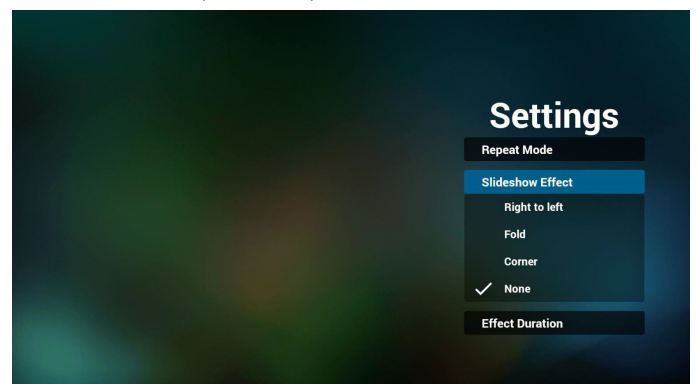 Settings
Repeat Mode
Slideshow Effect
Right to left
Fold
Corner
None
Effect Duration